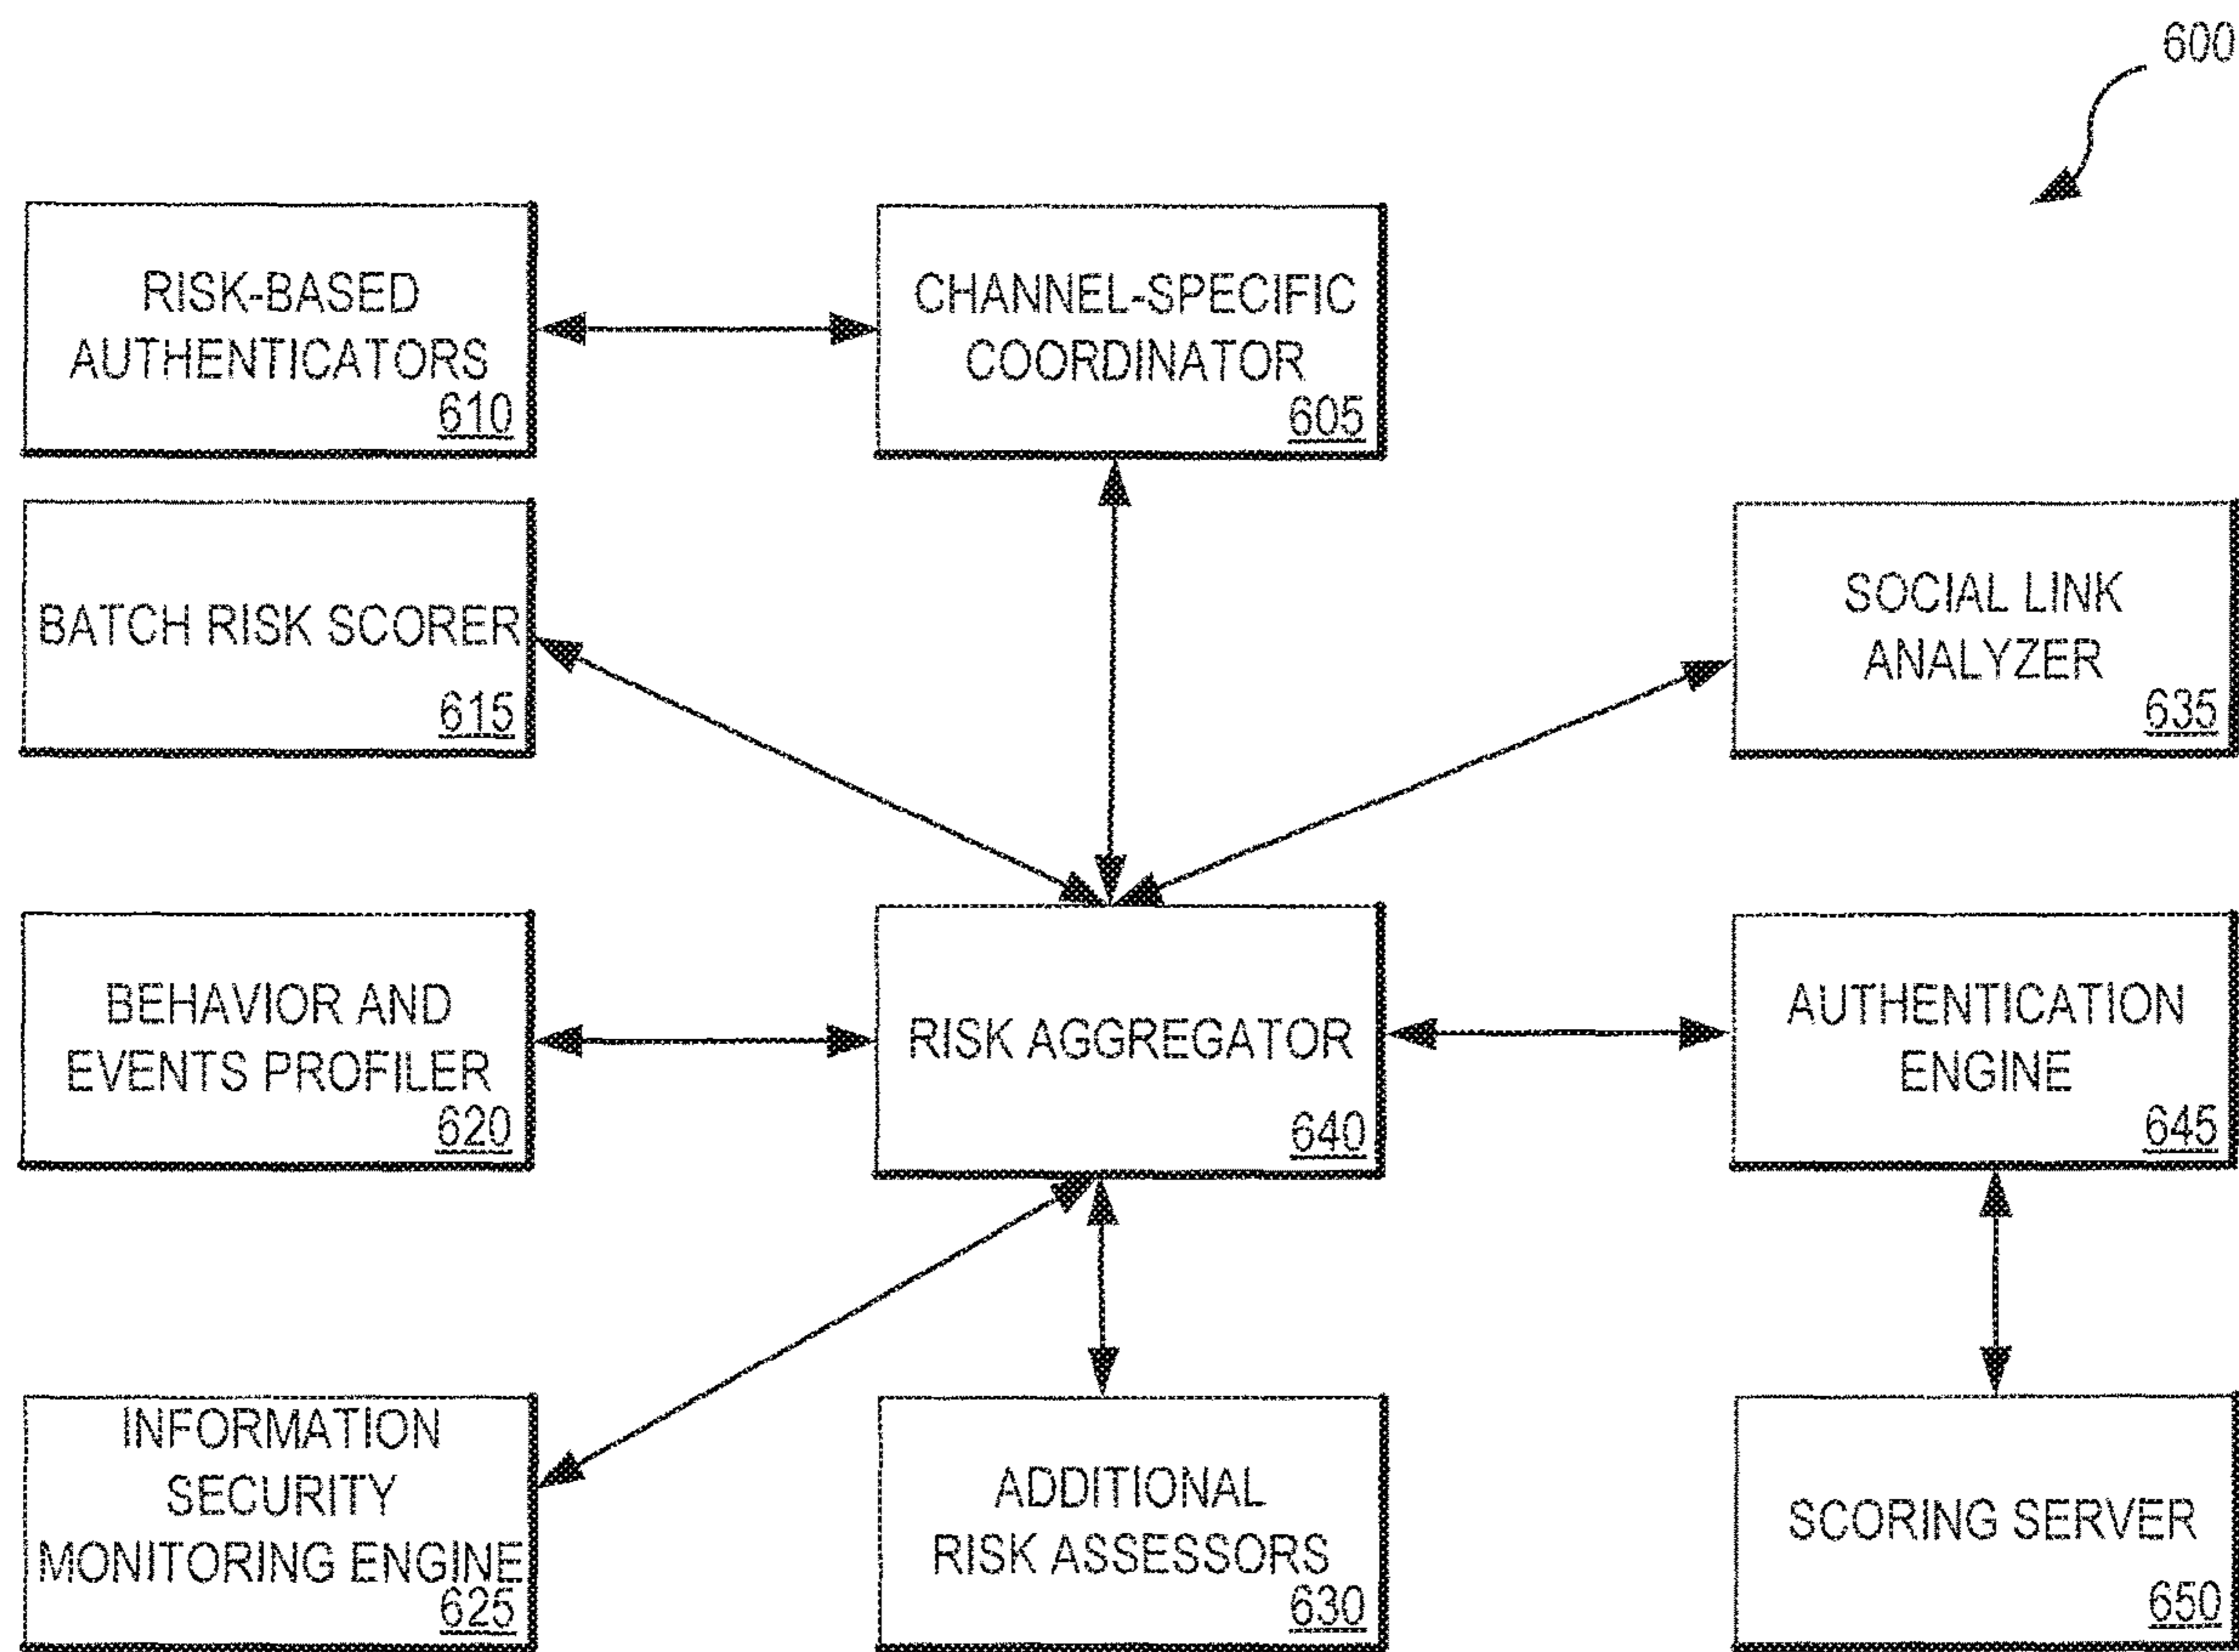 600
RISK-BASED
AUTHENTICATORS
610
CHANNEL-SPECIFIC
COORDINATOR
605
BATCH RISK SCORER
615
SOCIAL LINK
ANALYZER
635
BEHAVIOR AND
EVENTS PROFILER
620
RISK AGGREGATOR
640
AUTHENTICATION
ENGINE
645
INFORMATION
SECURITY
MONITORING ENGINE
625
ADDITIONAL
RISK ASSESSORS
630
SCORING SERVER
650